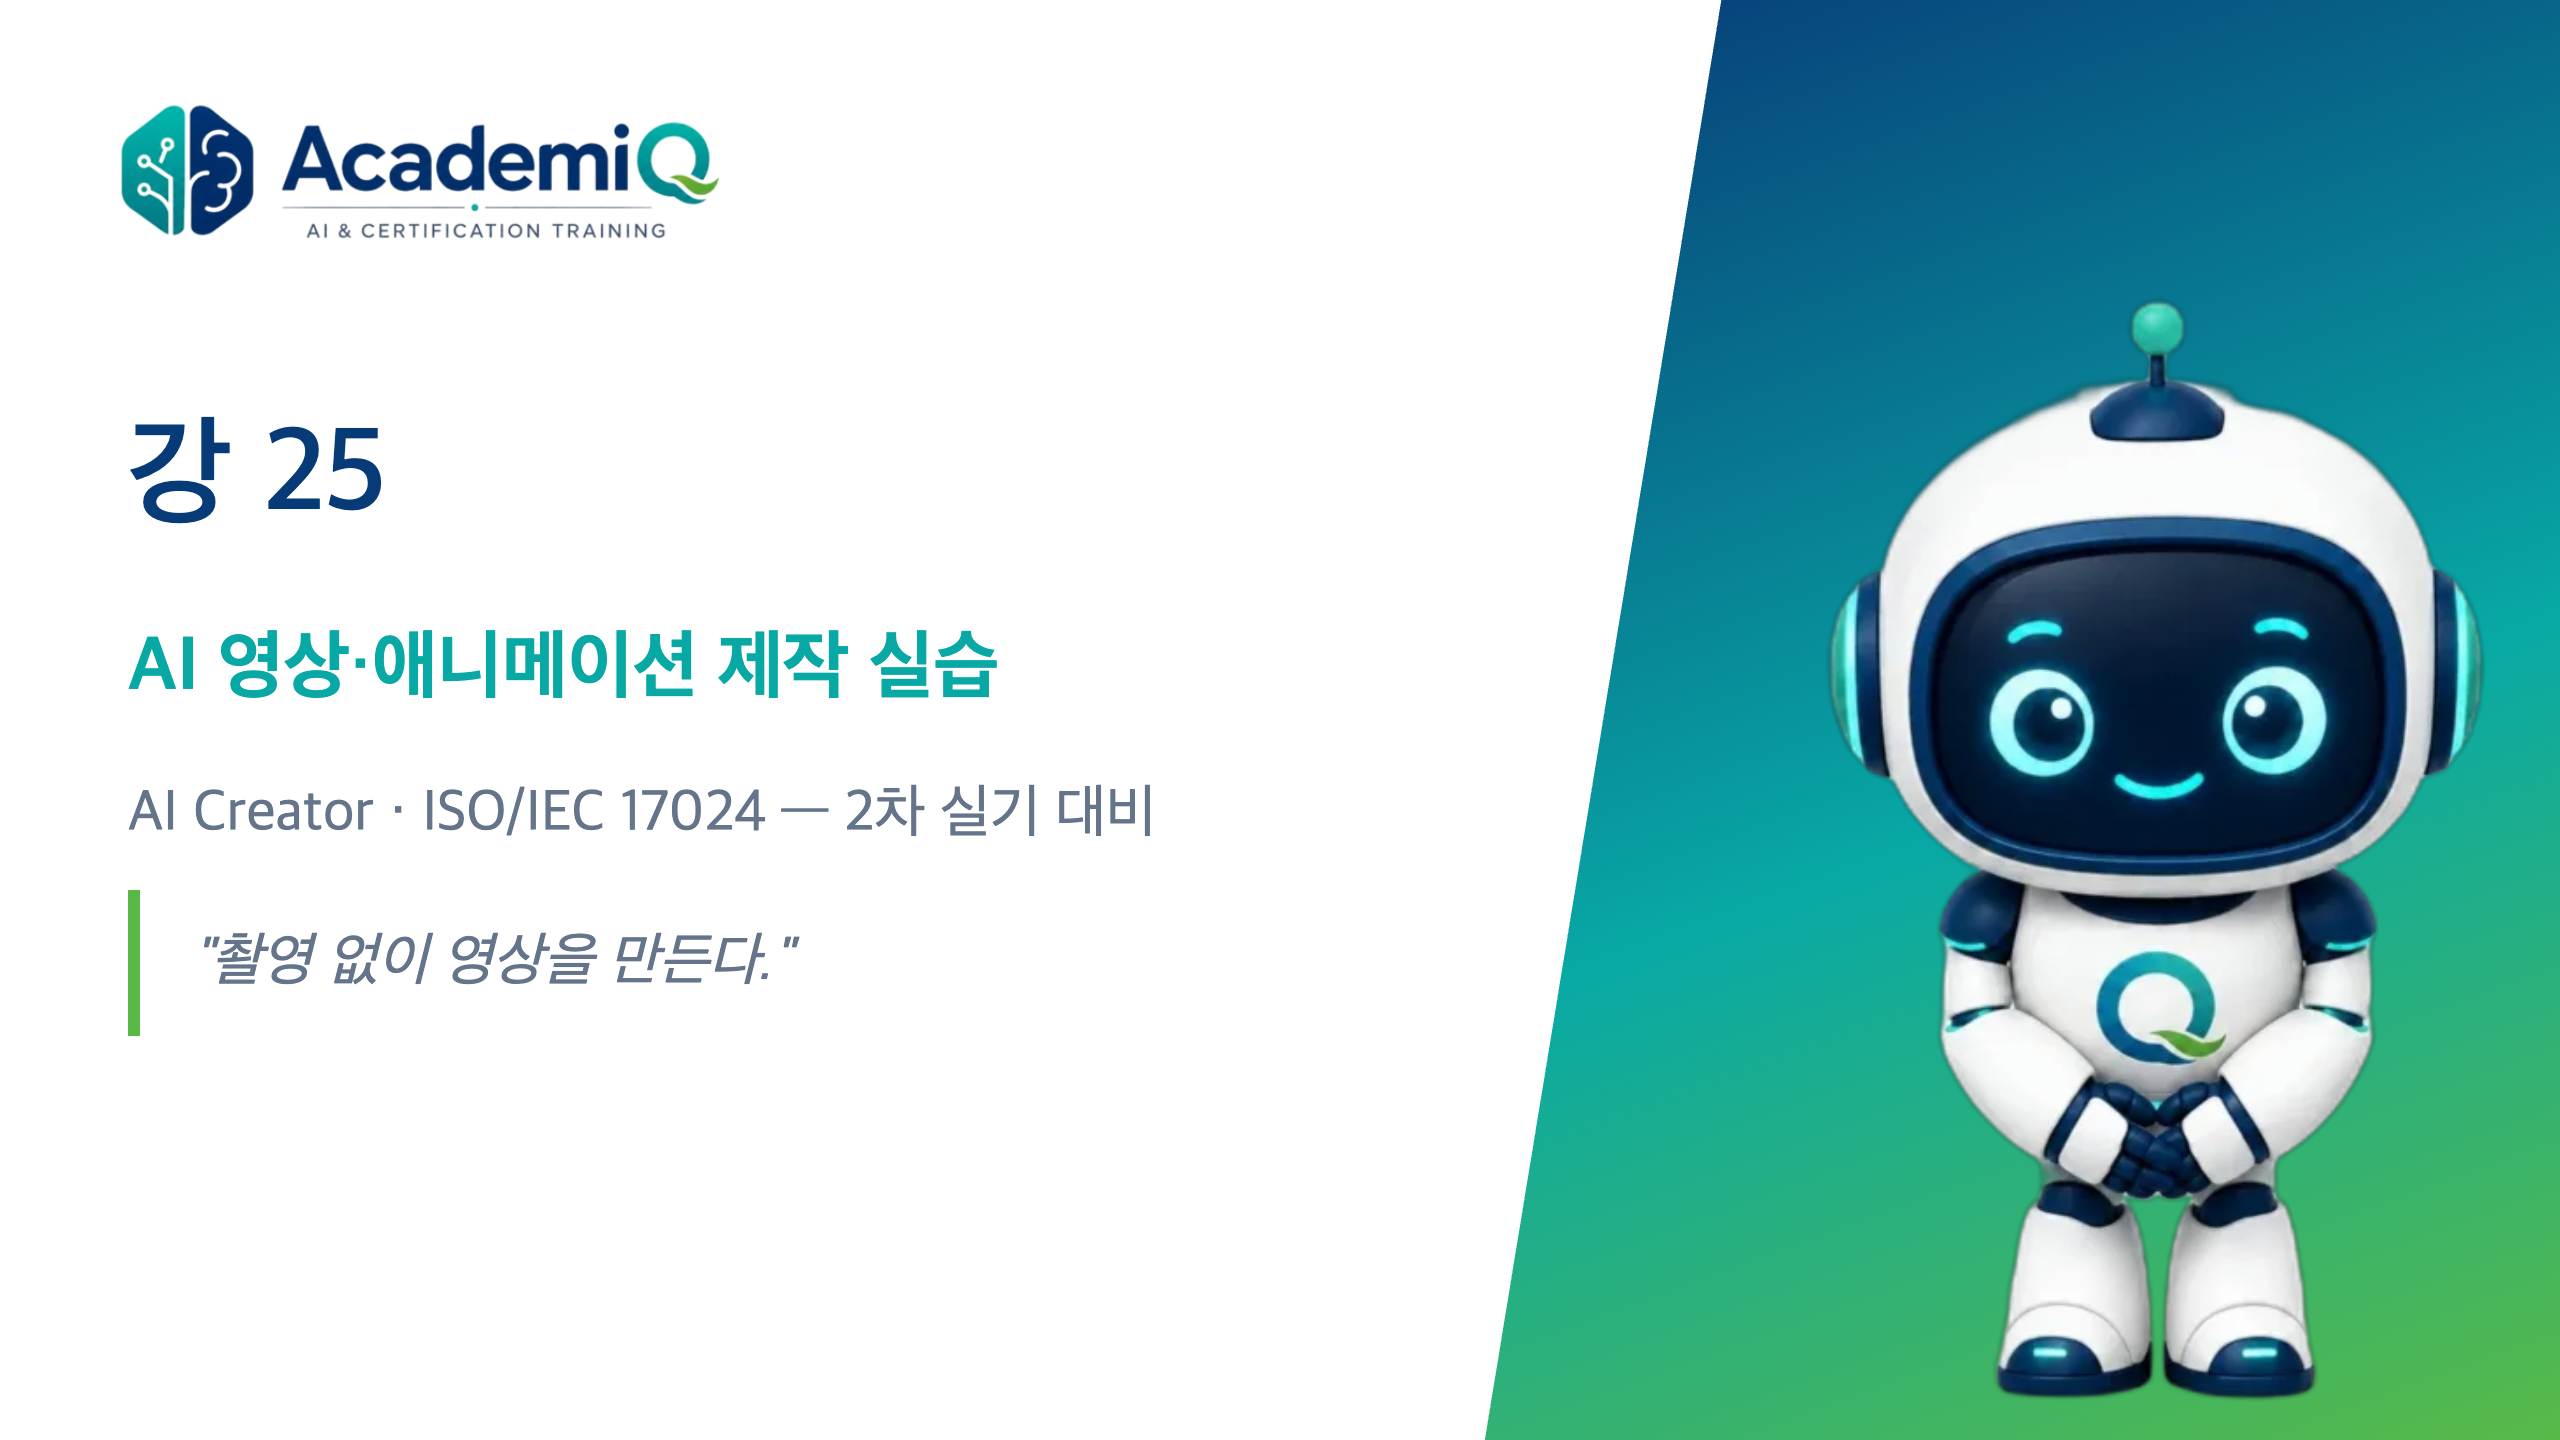 AcademiQ
AI & CERTIFICATION TRAINING
강 25
AI 영상·애니메이션 제작 실습
AI Creator · ISO/IEC 17024 — 2차 실기 대비
"촬영 없이 영상을 만든다."
Q